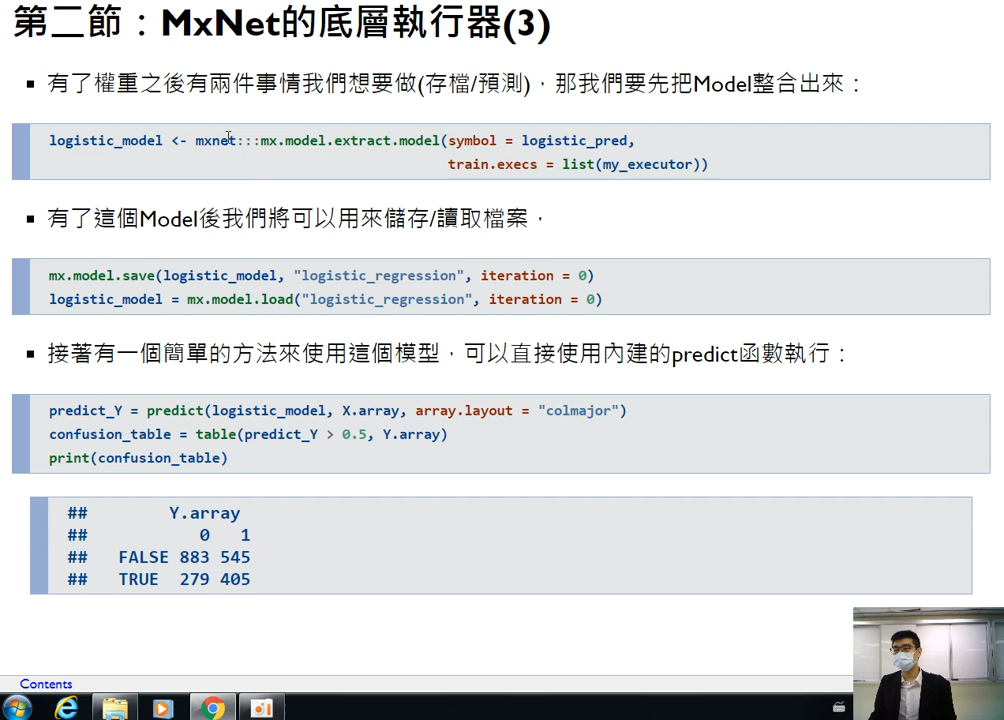 第二節：MxNet的底層執行器(3)
▪ 有了權重之後有兩件事情我們想要做(存檔/預測)，那我們要先把Model整合出來：
logistic_model <- mxnet:::mx.model.extract.model(symbol = logistic_pred,
train.execs = list(my_executor))
▪ 有了這個Model後我們將可以用來儲存/讀取檔案，
mx.model.save(logistic_model, "logistic_regression", iteration = 0)
logistic_model = mx.model.load("logistic_regression", iteration = 0)
▪ 接著有一個簡單的方法來使用這個模型，可以直接使用內建的predict函數執行：
predict_Y = predict(logistic_model, X.array, array.layout = "colmajor")
confusion_table = table(predict_Y > 0.5, Y.array)
print(confusion_table)
## Y.array
## 0 1
## FALSE 883 545
## TRUE 279 405
Contents